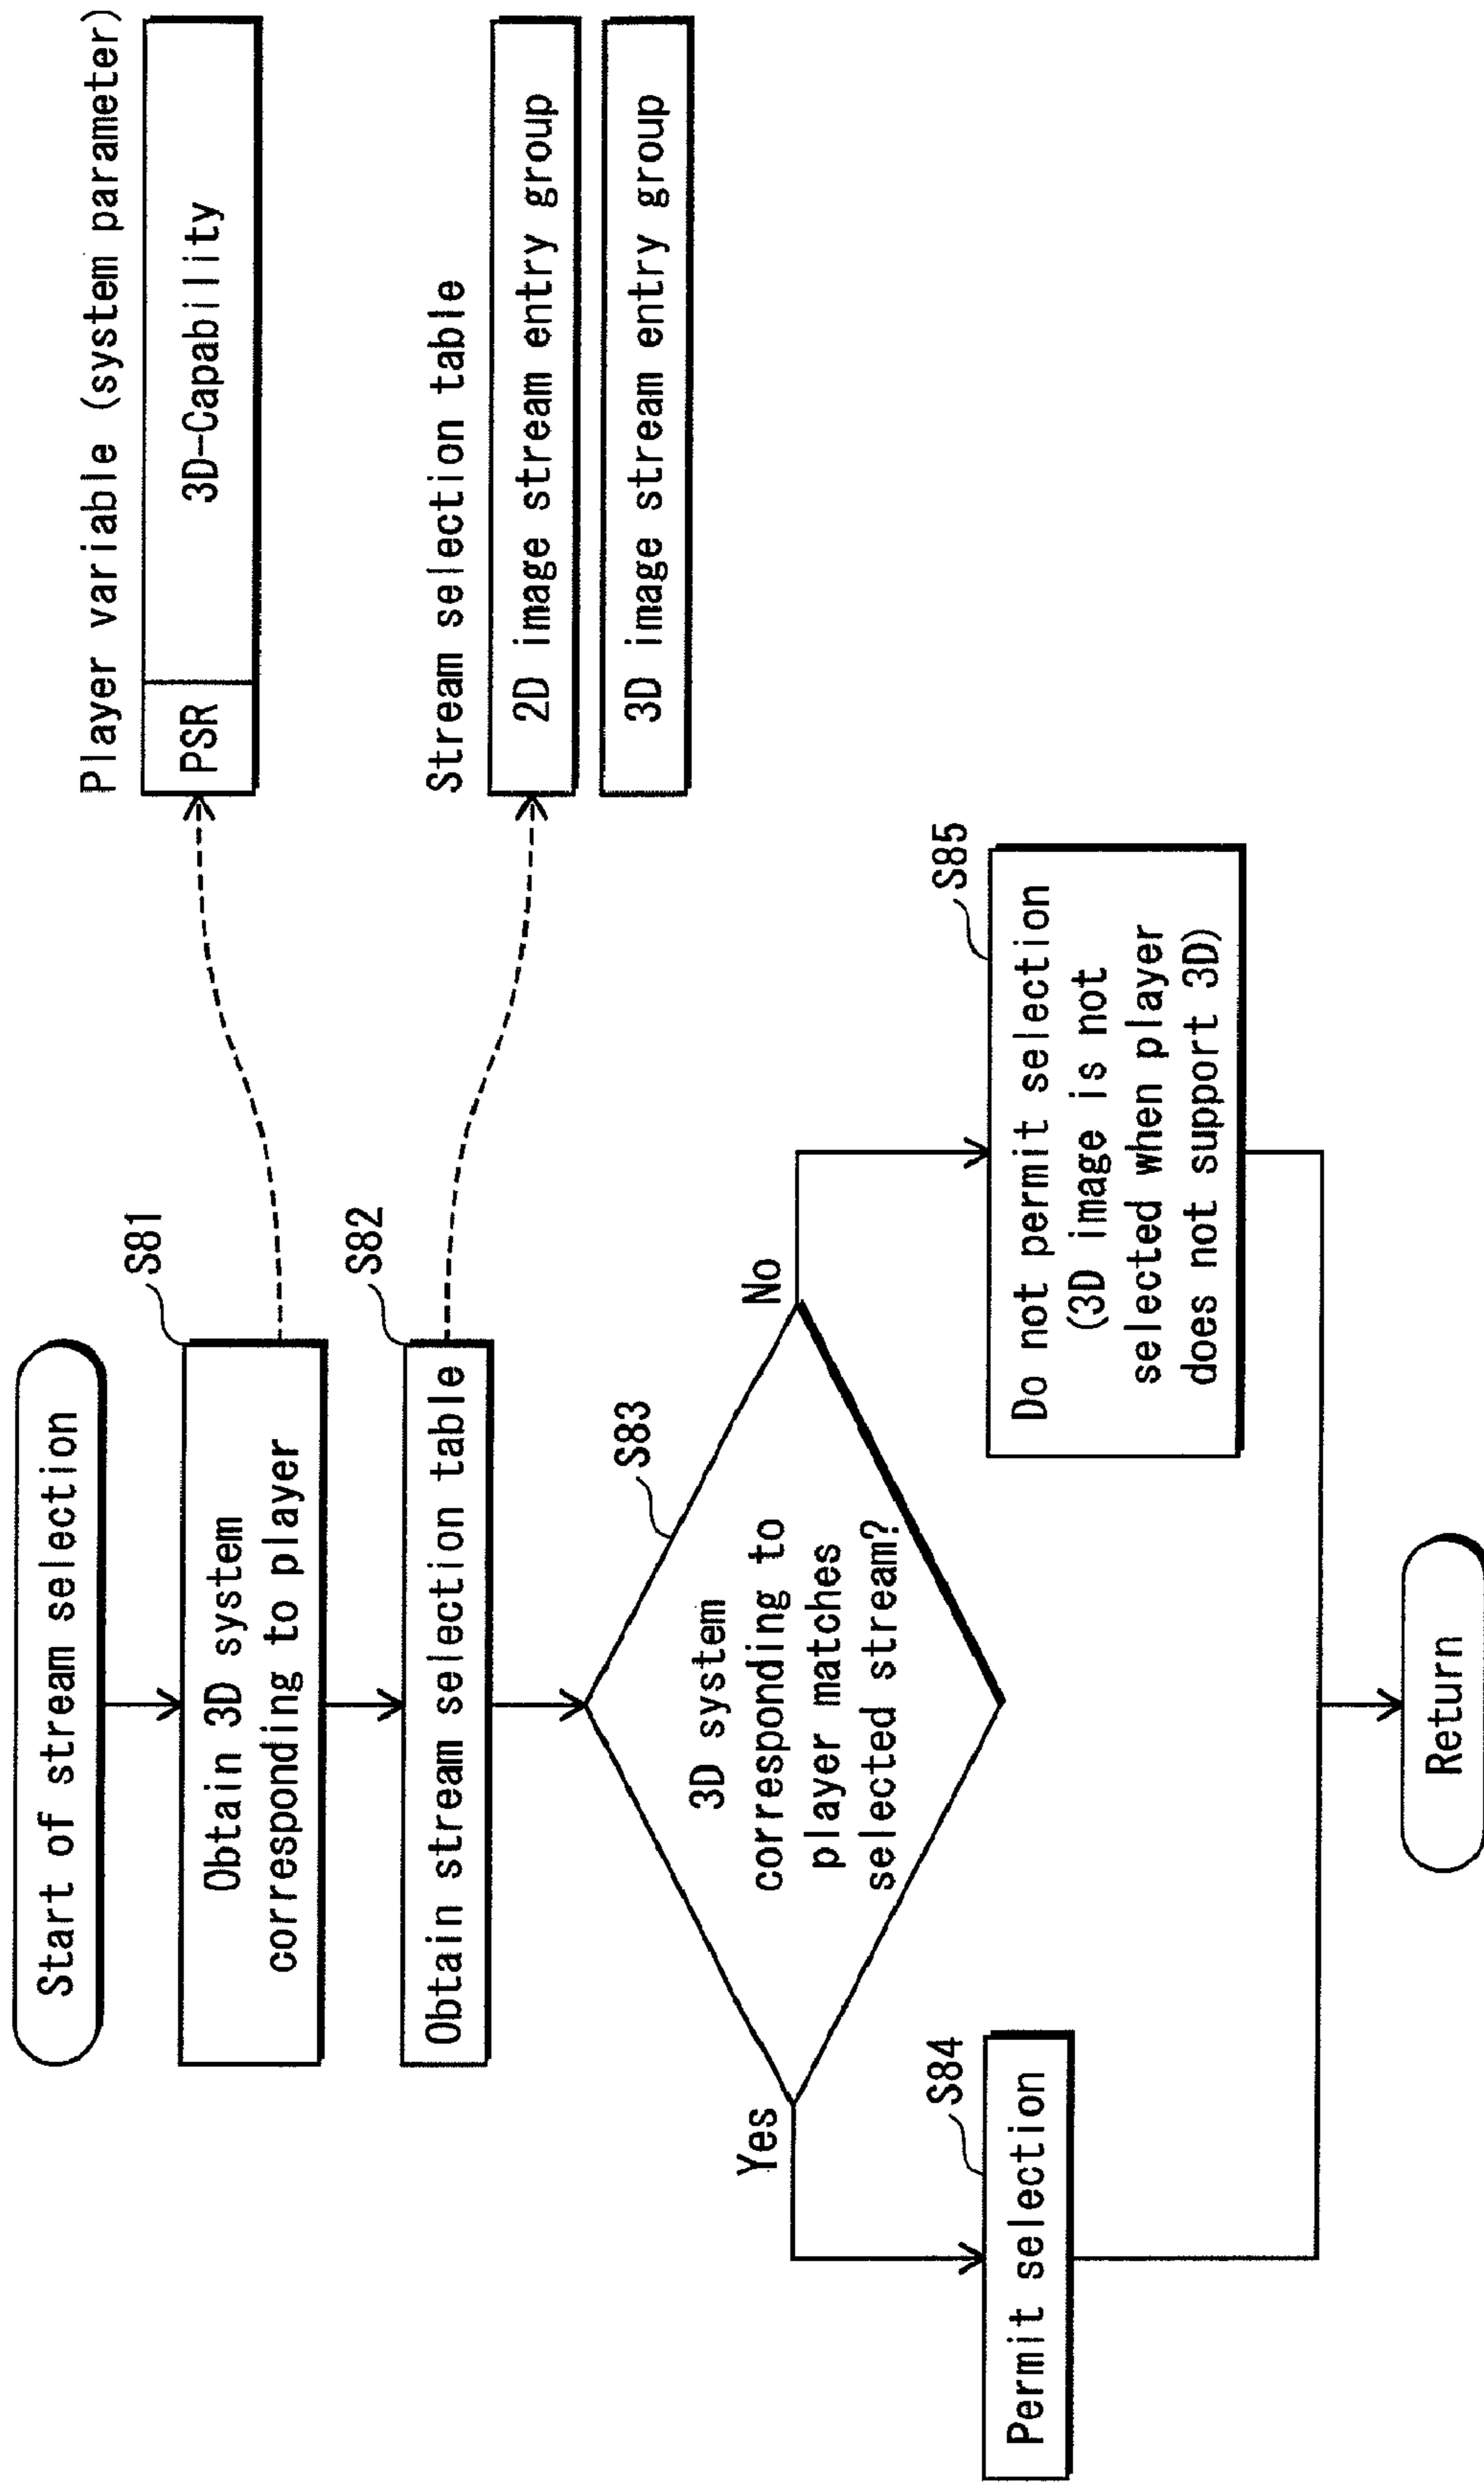 Start of stream selection
S81
Obtain 3D system
corresponding to player
Player variable (system parameter)
PSR
3D-Capability
S82
Obtain stream selection table
Stream selection table
2D image stream entry group
3D image stream entry group
S83
3D system
corresponding to
player matches
selected stream?
Yes
No
S84
Permit selection
S85
Do not permit selection
(3D image is not
selected when player
does not support 3D)
Return